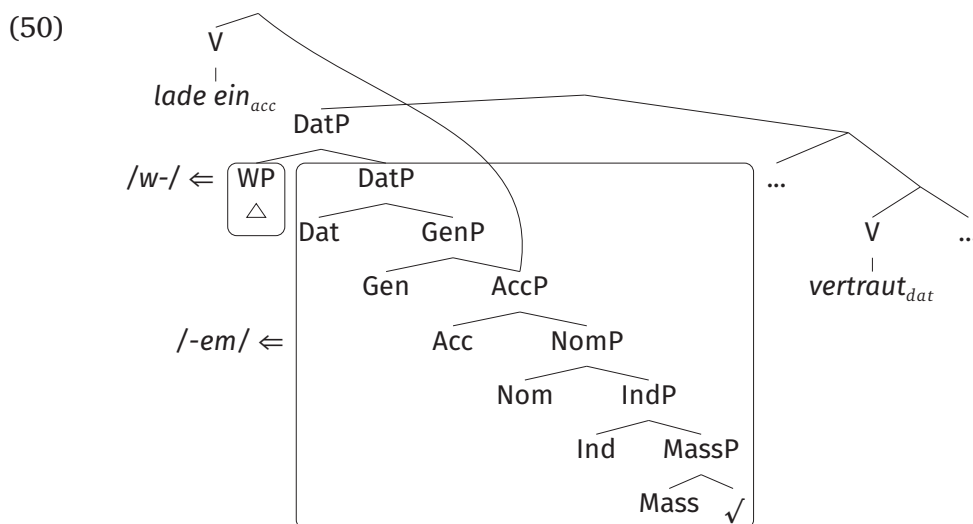 (50)
V
lade ein_acc
DatP
/w-/ ⇐ WP DatP ...
△ Dat GenP V ..
Gen AccP vertraut_dat
/-em/ ⇐ Acc NomP
Nom IndP
Ind MassP
Mass √